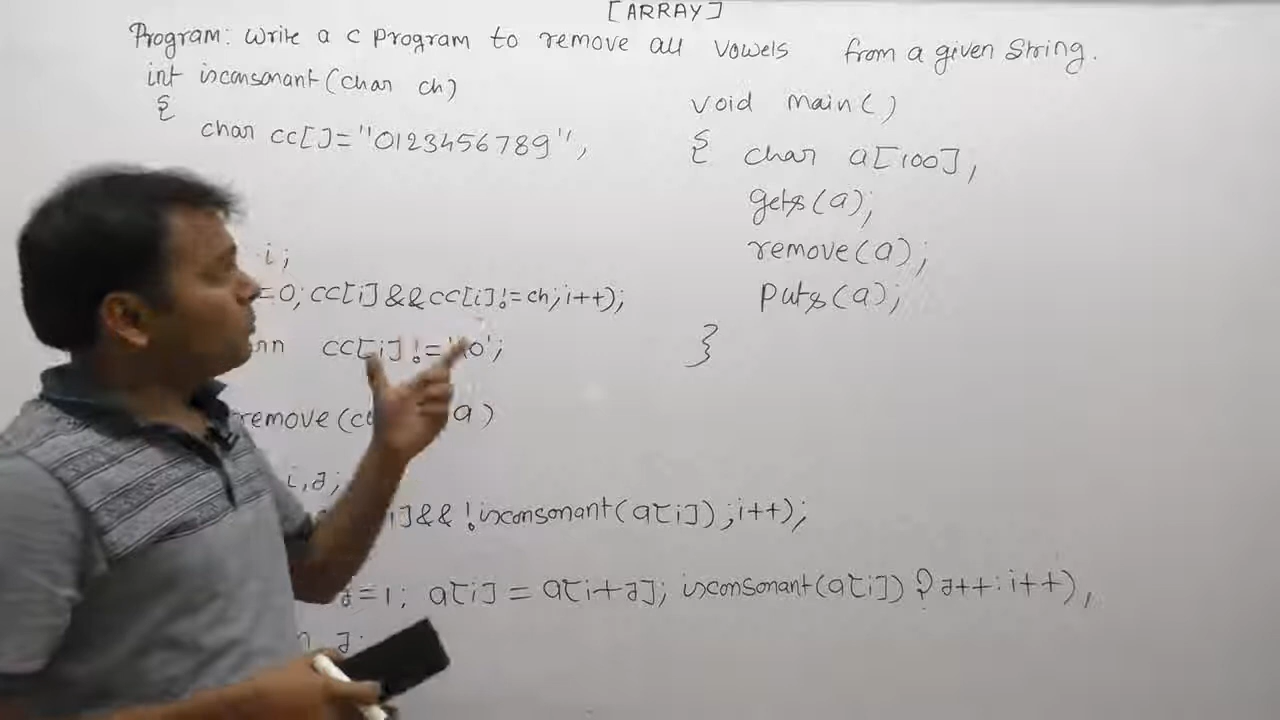 [ARRAY]
Program: Write a c program to remove all vowels from a given String.
int isconsonant(char ch)
{
char cc[]="0123456789",
i;
=0; cc[i] && cc[i]!=ch; i++);
cc[i]!='\0';
remove( a)
i,j;
i]&& !isconsonant(a[i]); i++);
j=1; a[i] = a[i+j]; isconsonant(a[i]) ? j++ : i++),
j;
void main()
{ char a[100],
gets(a);
remove(a);
puts(a);
}